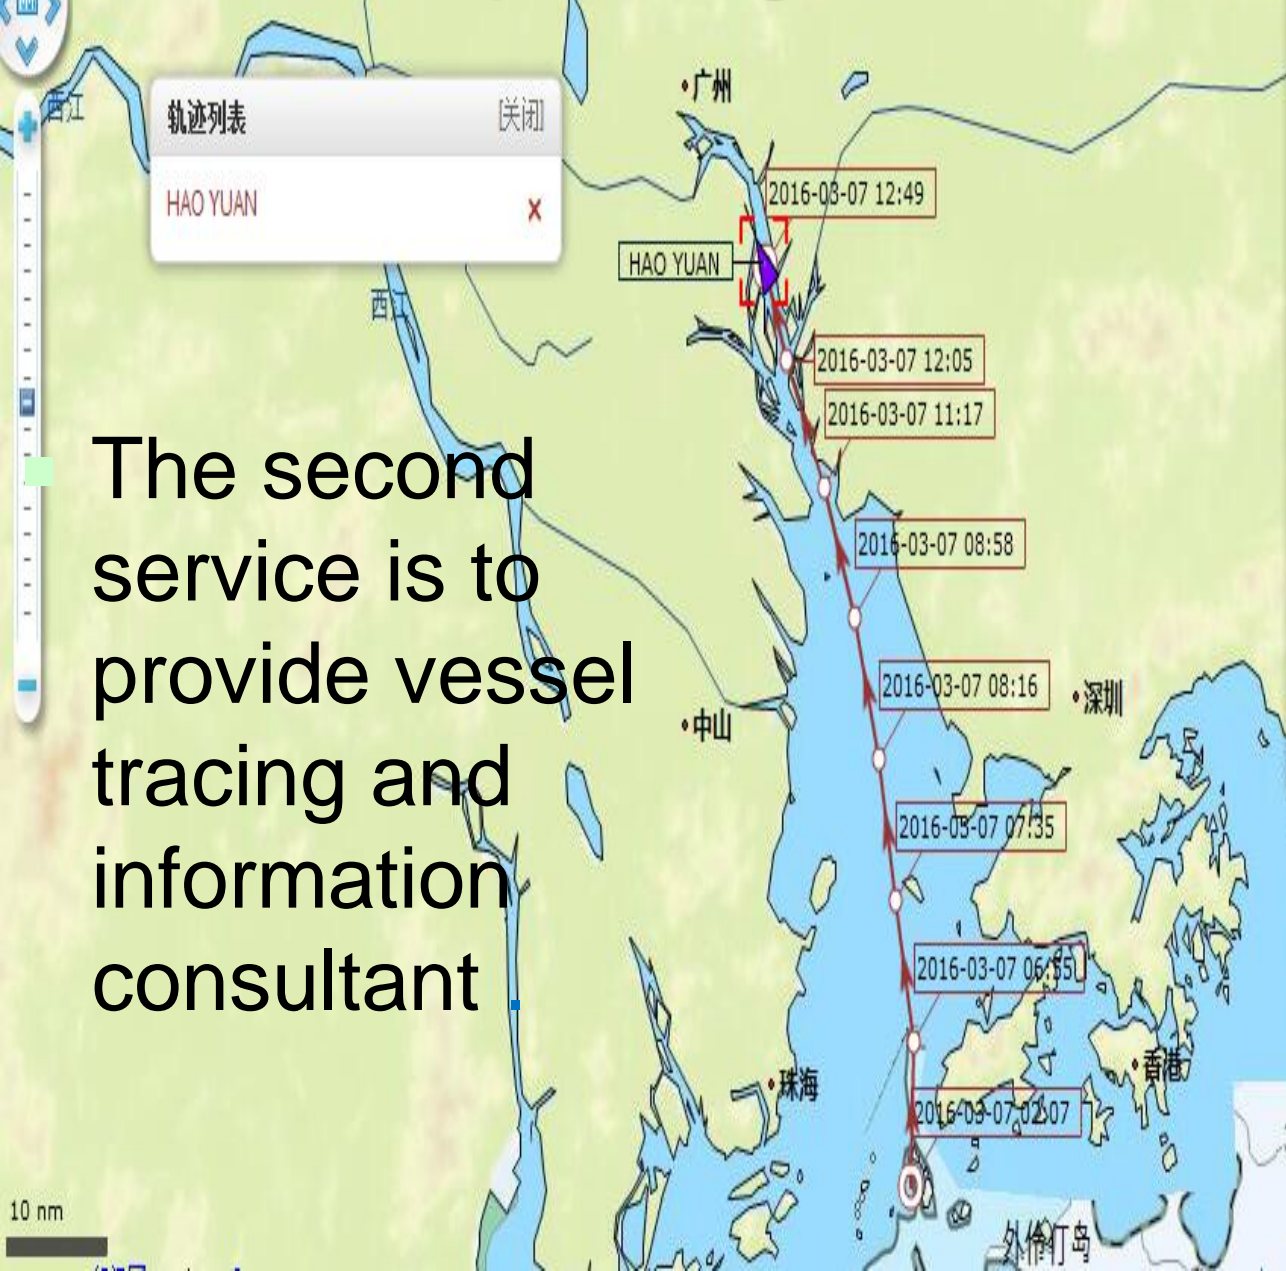 广州
西江
轨迹列表 [关闭]
HAO YUAN
2016-03-07 12:49
HAO YUAN
西江
2016-03-07 12:05
2016-03-07 11:17
The second
service is to
provide vessel
tracing and
information
consultant .
2016-03-07 08:58
2016-03-07 08:16
深圳
中山
2016-03-07 07:35
2016-03-07 06:55
香港
珠海
2016-03-07 02:07
10 nm
外伶仃岛